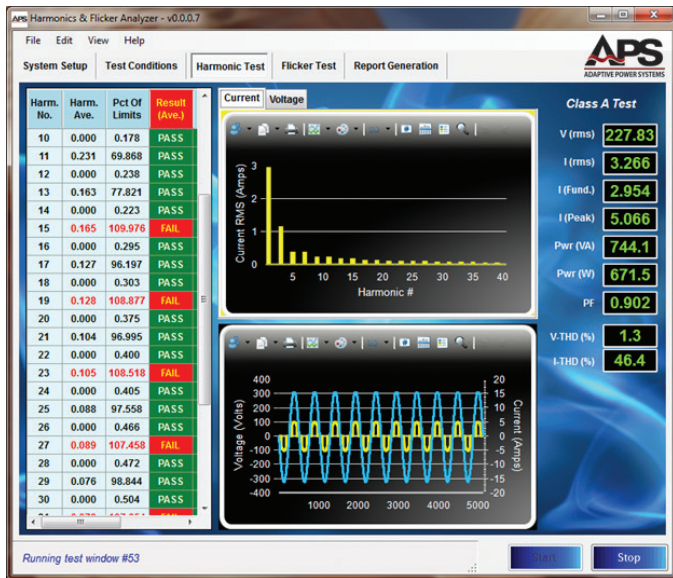 APS Harmonics & Flicker Analyzer - v0.0.0.7
File Edit View Help
System Setup Test Conditions Harmonic Test Flicker Test Report Generation
APS
ADAPTIVE POWER SYSTEMS
Harm. No. Harm. Ave. Pct Of Limits Result (Ave.)
10 0.000 0.178 PASS
11 0.231 69.868 PASS
12 0.000 0.238 PASS
13 0.163 77.821 PASS
14 0.000 0.223 PASS
15 0.165 109.976 FAIL
16 0.000 0.295 PASS
17 0.127 96.197 PASS
18 0.000 0.303 PASS
19 0.128 108.877 FAIL
20 0.000 0.375 PASS
21 0.104 96.995 PASS
22 0.000 0.400 PASS
23 0.105 108.518 FAIL
24 0.000 0.405 PASS
25 0.088 97.558 PASS
26 0.000 0.466 PASS
27 0.089 107.458 FAIL
28 0.000 0.472 PASS
29 0.076 98.844 PASS
30 0.000 0.504 PASS
Current Voltage
Current RMS (Amps)
3
2
1
0
5 10 15 20 25 30 35 40
Harmonic #
Voltage (Volts)
400
300
200
100
0
-100
-200
-300
-400
1000 2000 3000 4000 5000
20
15
10
5
0
-5
-10
-15
-20
Current (Amps)
Class A Test
V (rms) 227.83
I (rms) 3.266
I (Fund.) 2.954
I (Peak) 5.066
Pwr (VA) 744.1
Pwr (W) 671.5
PF 0.902
V-THD (%) 1.3
I-THD (%) 46.4
Running test window #53
Start Stop